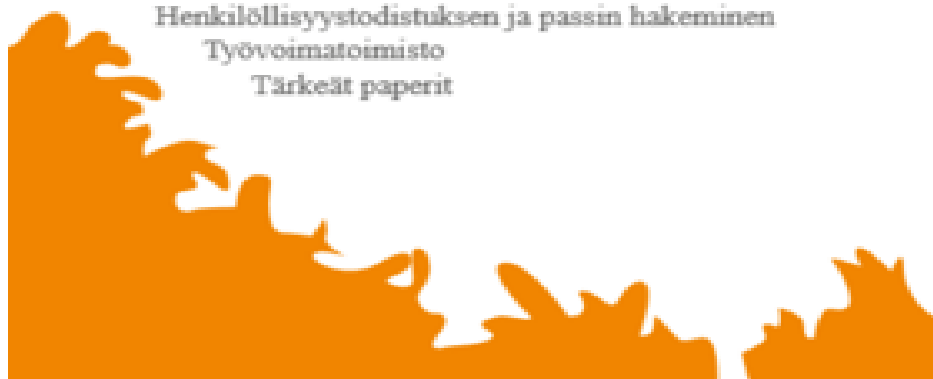 Henkilöllisyystodistuksen ja passin hakeminen
Työvoimatoimisto
Tärkeät paperit